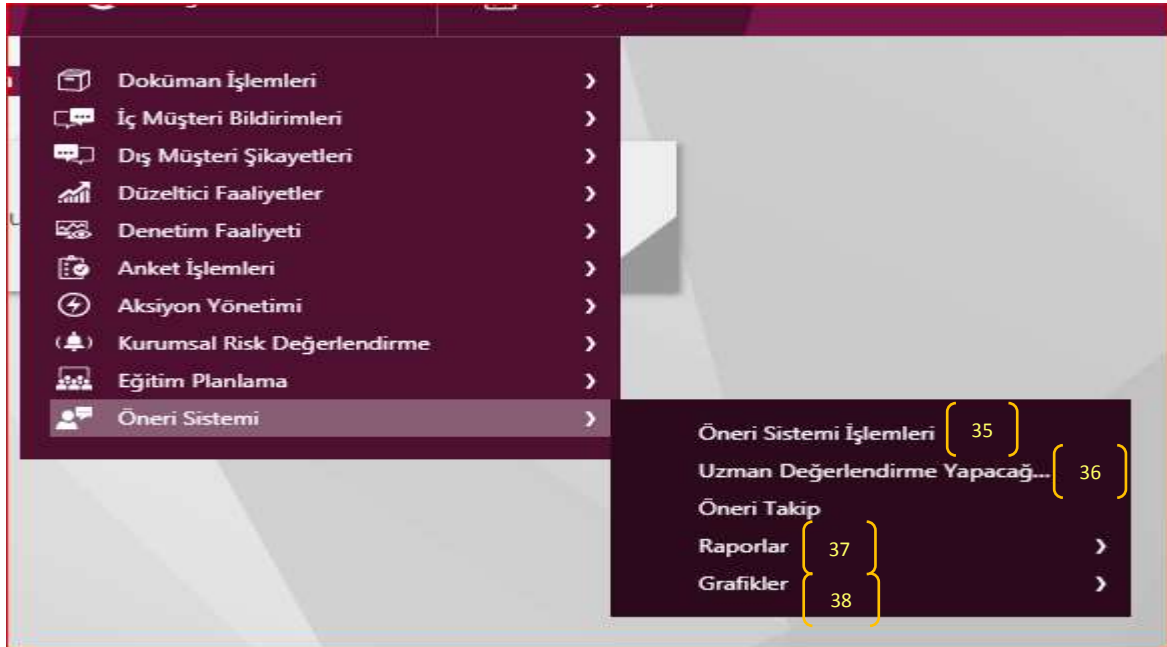 Doküman İşlemleri
İç Müşteri Bildirimleri
Dış Müşteri Şikayetleri
Düzeltici Faaliyetler
Denetim Faaliyeti
Anket İşlemleri
Aksiyon Yönetimi
Kurumsal Risk Değerlendirme
Eğitim Planlama
Öneri Sistemi
Öneri Sistemi İşlemleri 35
Uzman Değerlendirme Yapacağ... 36
Öneri Takip
Raporlar 37
Grafikler 38